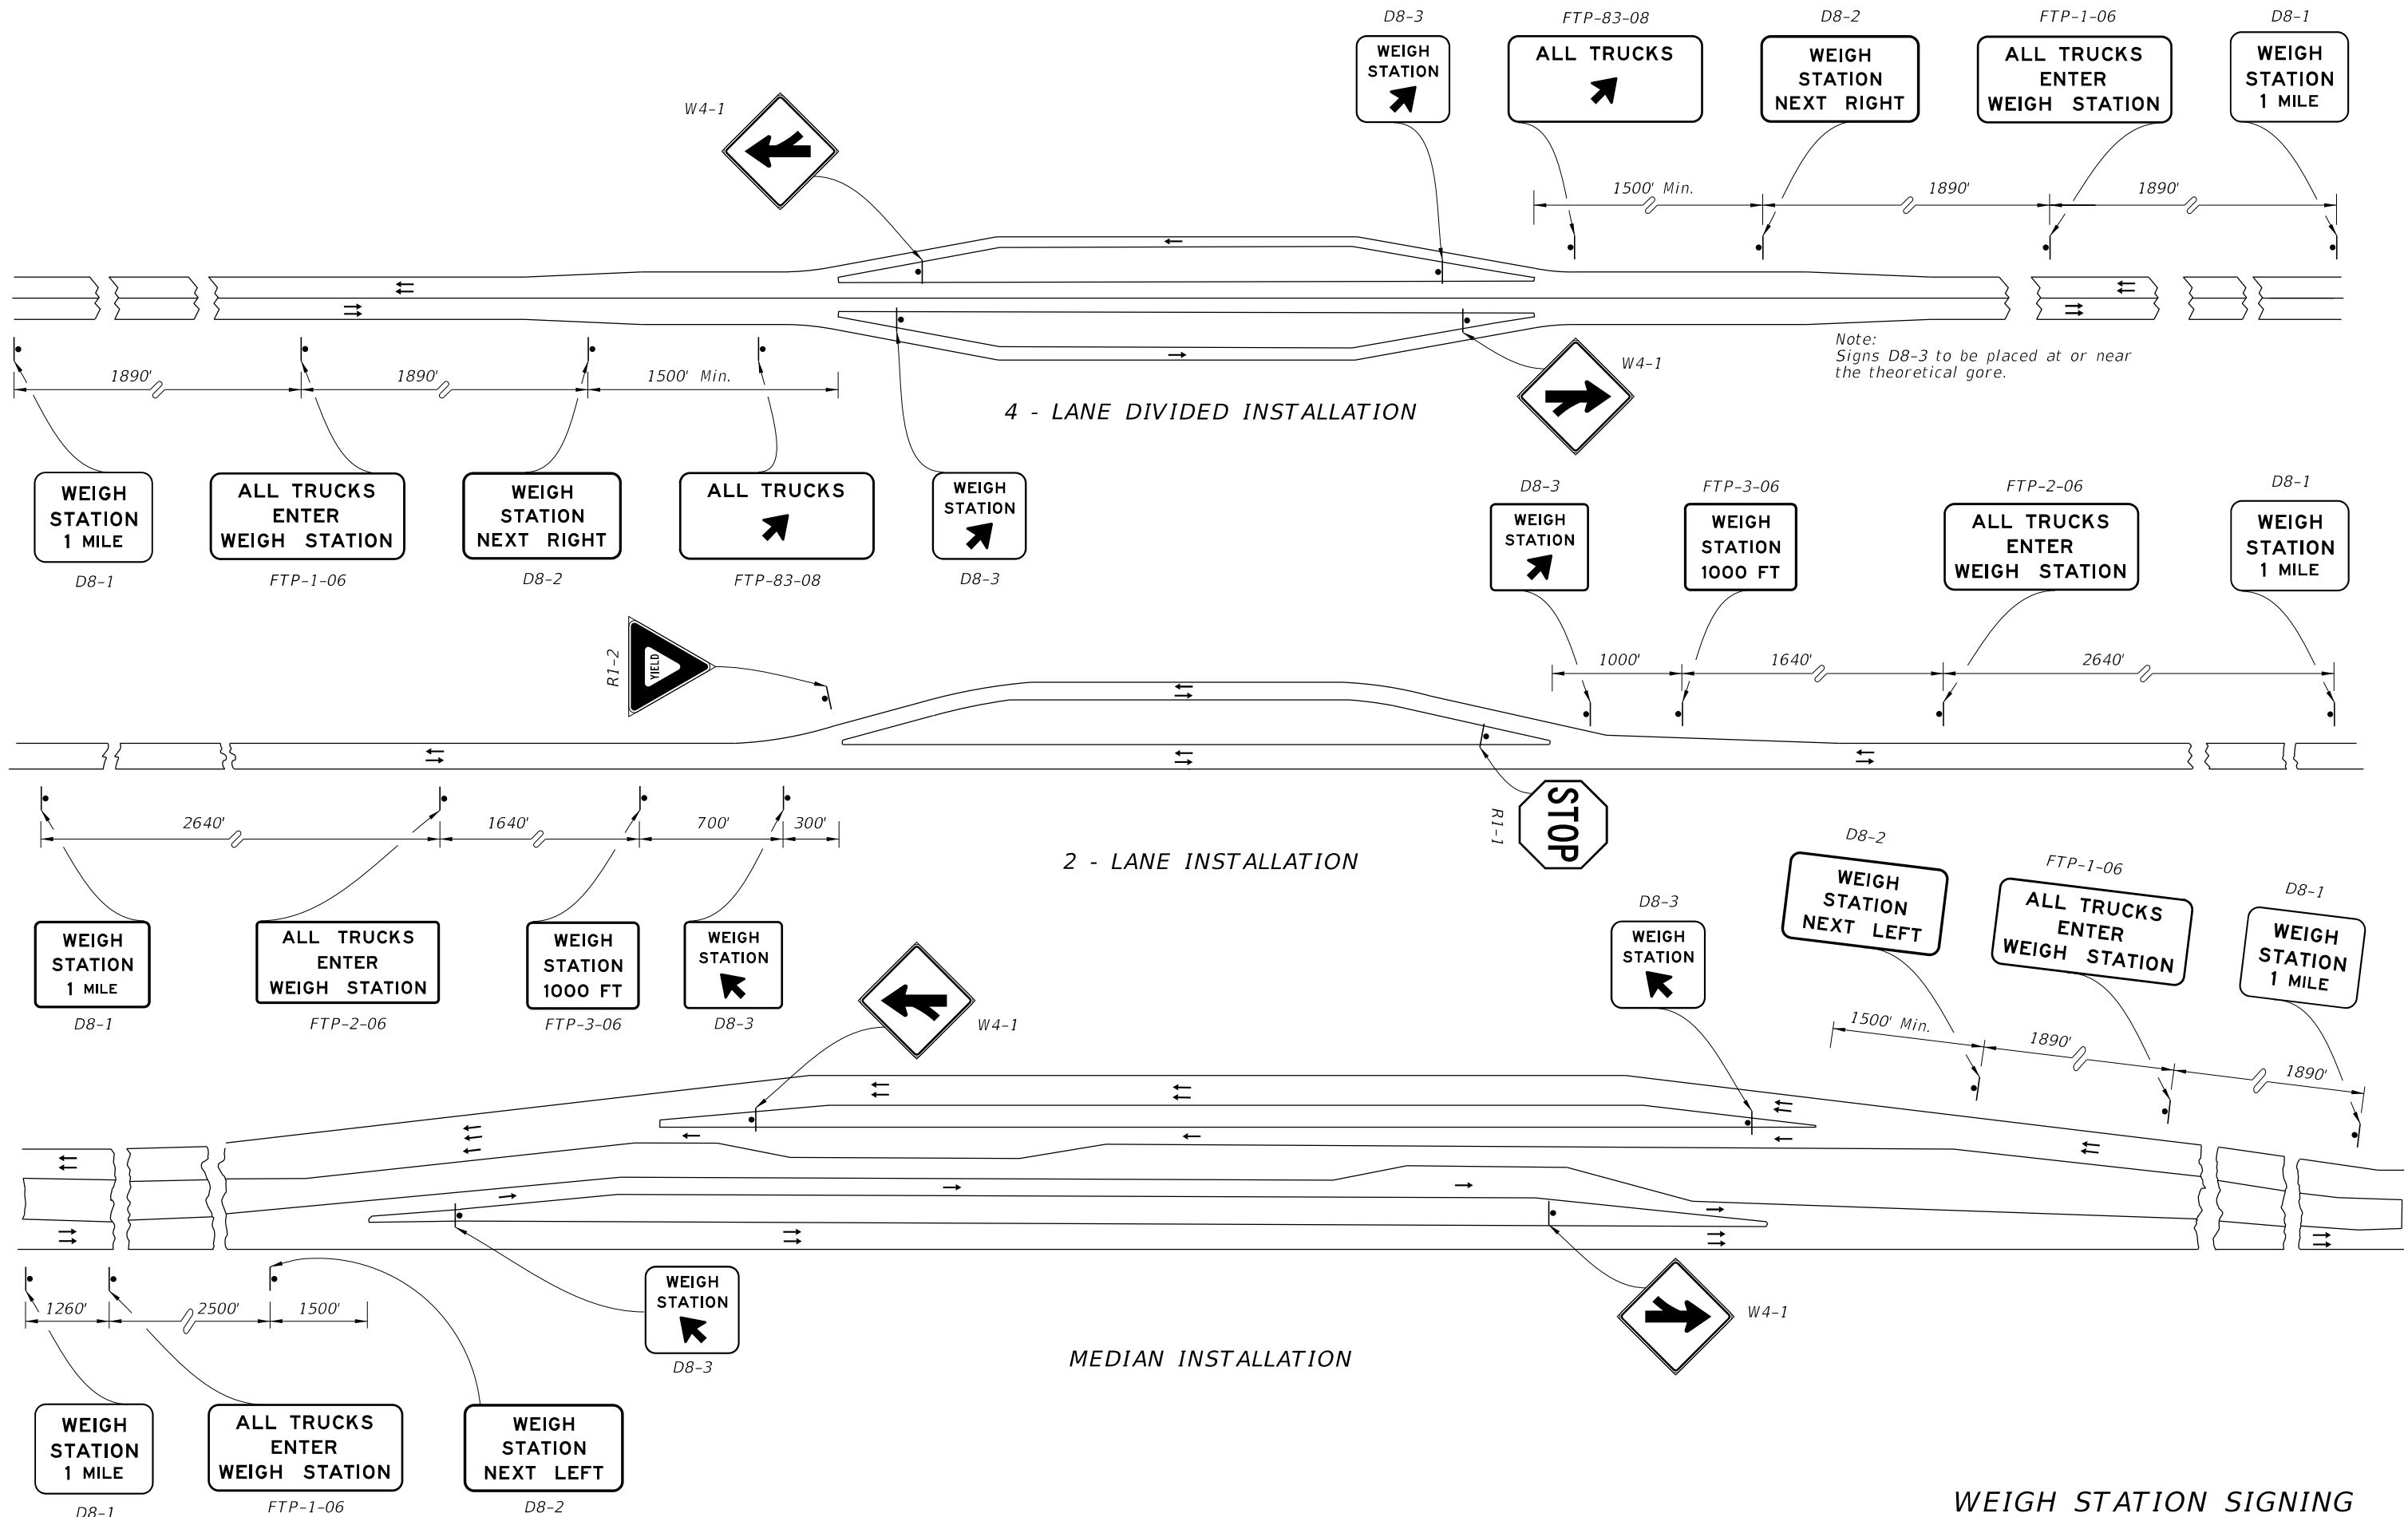 D8-3
FTP-83-08
D8-2
FTP-1-06
D8-1
WEIGH
STATION
ALL TRUCKS
WEIGH
STATION
NEXT RIGHT
ALL TRUCKS
ENTER
WEIGH STATION
WEIGH
STATION
1 MILE
W4-1
1500' Min.
1890'
1890'
Note:
Signs D8-3 to be placed at or near
the theoretical gore.
W4-1
1890'
1890'
1500' Min.
4 - LANE DIVIDED INSTALLATION
WEIGH
STATION
1 MILE
D8-1
ALL TRUCKS
ENTER
WEIGH STATION
FTP-1-06
WEIGH
STATION
NEXT RIGHT
D8-2
ALL TRUCKS
FTP-83-08
WEIGH
STATION
D8-3
D8-3
WEIGH
STATION
FTP-3-06
WEIGH
STATION
1000 FT
FTP-2-06
ALL TRUCKS
ENTER
WEIGH STATION
D8-1
WEIGH
STATION
1 MILE
R1-2
YIELD
1000'
1640'
2640'
R1-1
STOP
2640'
1640'
700'
300'
2 - LANE INSTALLATION
WEIGH
STATION
1 MILE
D8-1
ALL TRUCKS
ENTER
WEIGH STATION
FTP-2-06
WEIGH
STATION
1000 FT
FTP-3-06
WEIGH
STATION
D8-3
W4-1
D8-3
WEIGH
STATION
D8-2
WEIGH
STATION
NEXT LEFT
FTP-1-06
ALL TRUCKS
ENTER
WEIGH STATION
D8-1
WEIGH
STATION
1 MILE
1500' Min.
1890'
1890'
1260'
2500'
1500'
WEIGH
STATION
D8-3
W4-1
MEDIAN INSTALLATION
WEIGH
STATION
1 MILE
D8-1
ALL TRUCKS
ENTER
WEIGH STATION
FTP-1-06
WEIGH
STATION
NEXT LEFT
D8-2
WEIGH STATION SIGNING